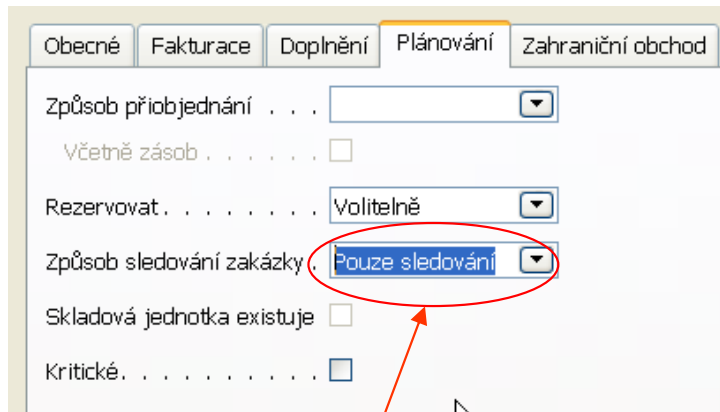 Obecné Fakturace Doplnění Plánování Zahraniční obchod
Způsob přiobjednání . . .
Včetně zásob . . . . . .
Rezervovat . . . . . . . . Volitelně
Způsob sledování zakázky . Pouze sledování
Skladová jednotka existuje
Kritické. . . . . . . . . .